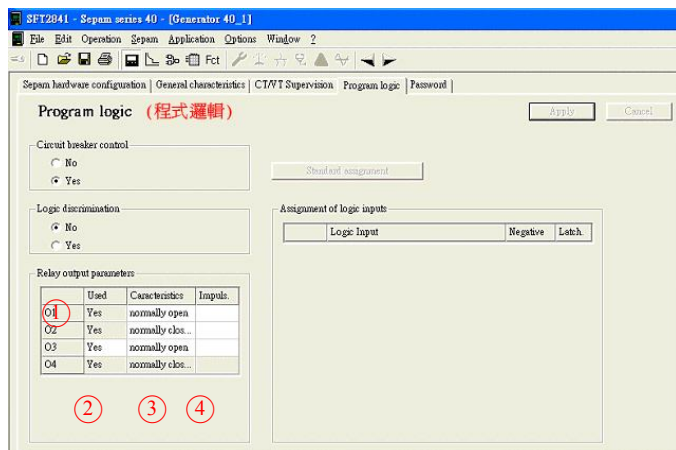 SFT2841 - Sepam series 40 - [Generator 40_1]
File Edit Operation Sepam Application Options Window ?
Fct
Sepam hardware configuration General characteristics CT/VT Supervision Program logic Password
Program logic (程式邏輯)
Apply Cancel
Circuit breaker control
No
Yes
Standard assignment
Logic discrimination
No
Yes
Assignment of logic inputs
Logic Input Negative Latch.
Relay output parameters
Used Caracteristics Impuls.
O1 Yes normally open
O2 Yes normally clos...
O3 Yes normally open
O4 Yes normally clos...
①
② ③ ④